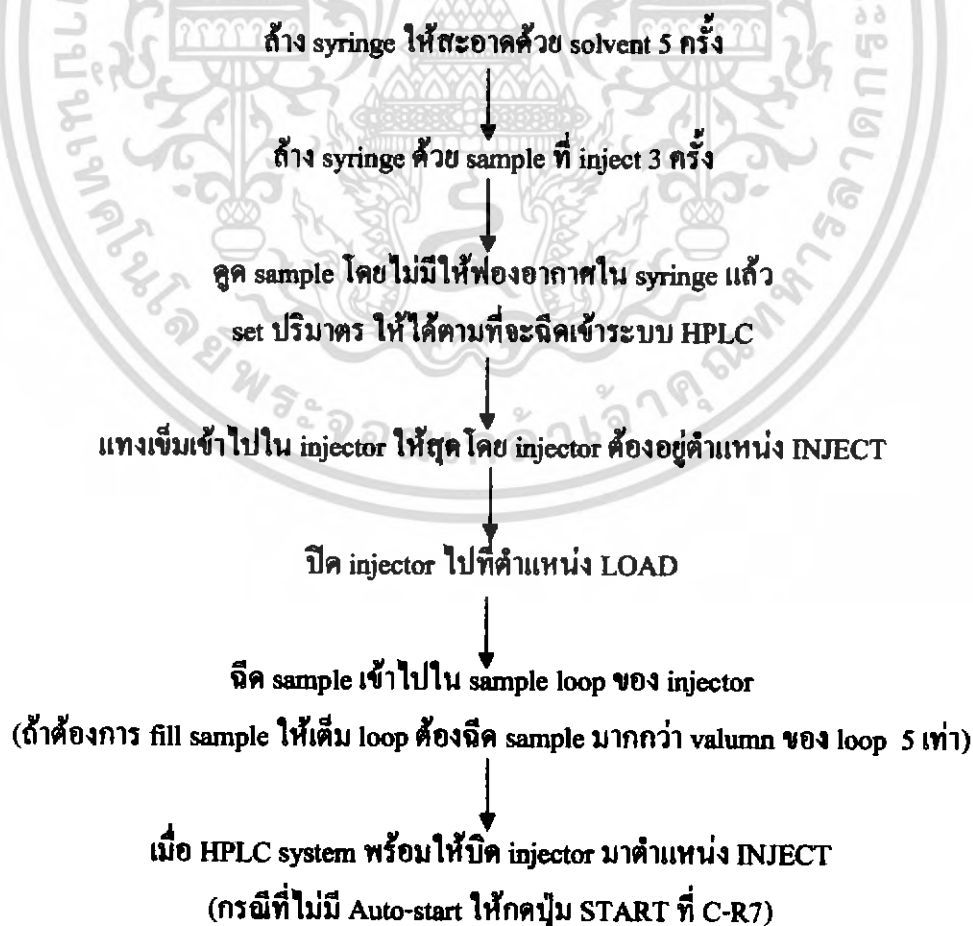 ล้าง syringe ให้สะอาดด้วย solvent 5 ครั้ง
ล้าง syringe ด้วย sample ที่ inject 3 ครั้ง
ดูด sample โดยไม่มีให้ฟองอากาศใน syringe แล้ว
set ปริมาตร ให้ได้ตามที่จะฉีดเข้าระบบ HPLC
แทงเข็มเข้าไปใน injector ให้สุดโดย injector ต้องอยู่ตำแหน่ง INJECT
ปิด injector ไปที่ตำแหน่ง LOAD
ฉีด sample เข้าไปใน sample loop ของ injector
(ถ้าต้องการ fill sample ให้เต็ม loop ต้องฉีด sample มากกว่า valumn ของ loop 5 เท่า)
เมื่อ HPLC system พร้อมให้บิด injector มาตำแหน่ง INJECT
(กรณีที่ไม่มี Auto-start ให้กดปุ่ม START ที่ C-R7)